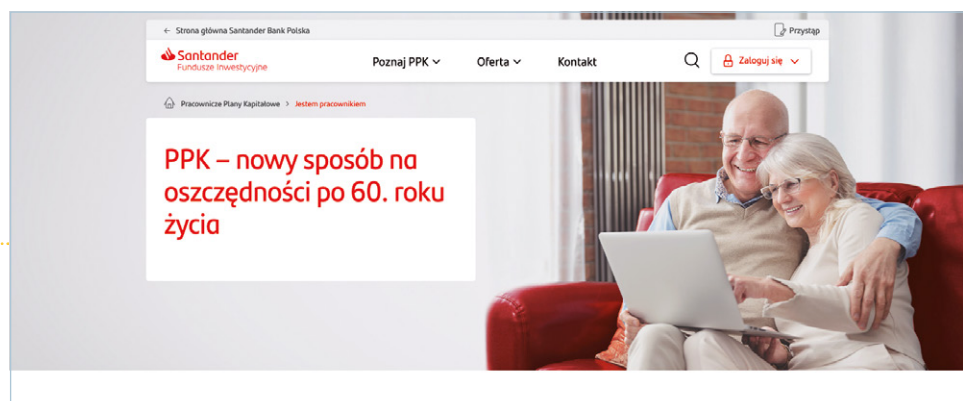 ← Strona główna Santander Bank Polska
Przystąp
Santander
Fundusze Inwestycyjne
Poznaj PPK
Oferta
Kontakt
Zaloguj się
Pracownicze Plany Kapitałowe > Jestem pracownikiem
PPK – nowy sposób na
oszczędności po 60. roku
życia